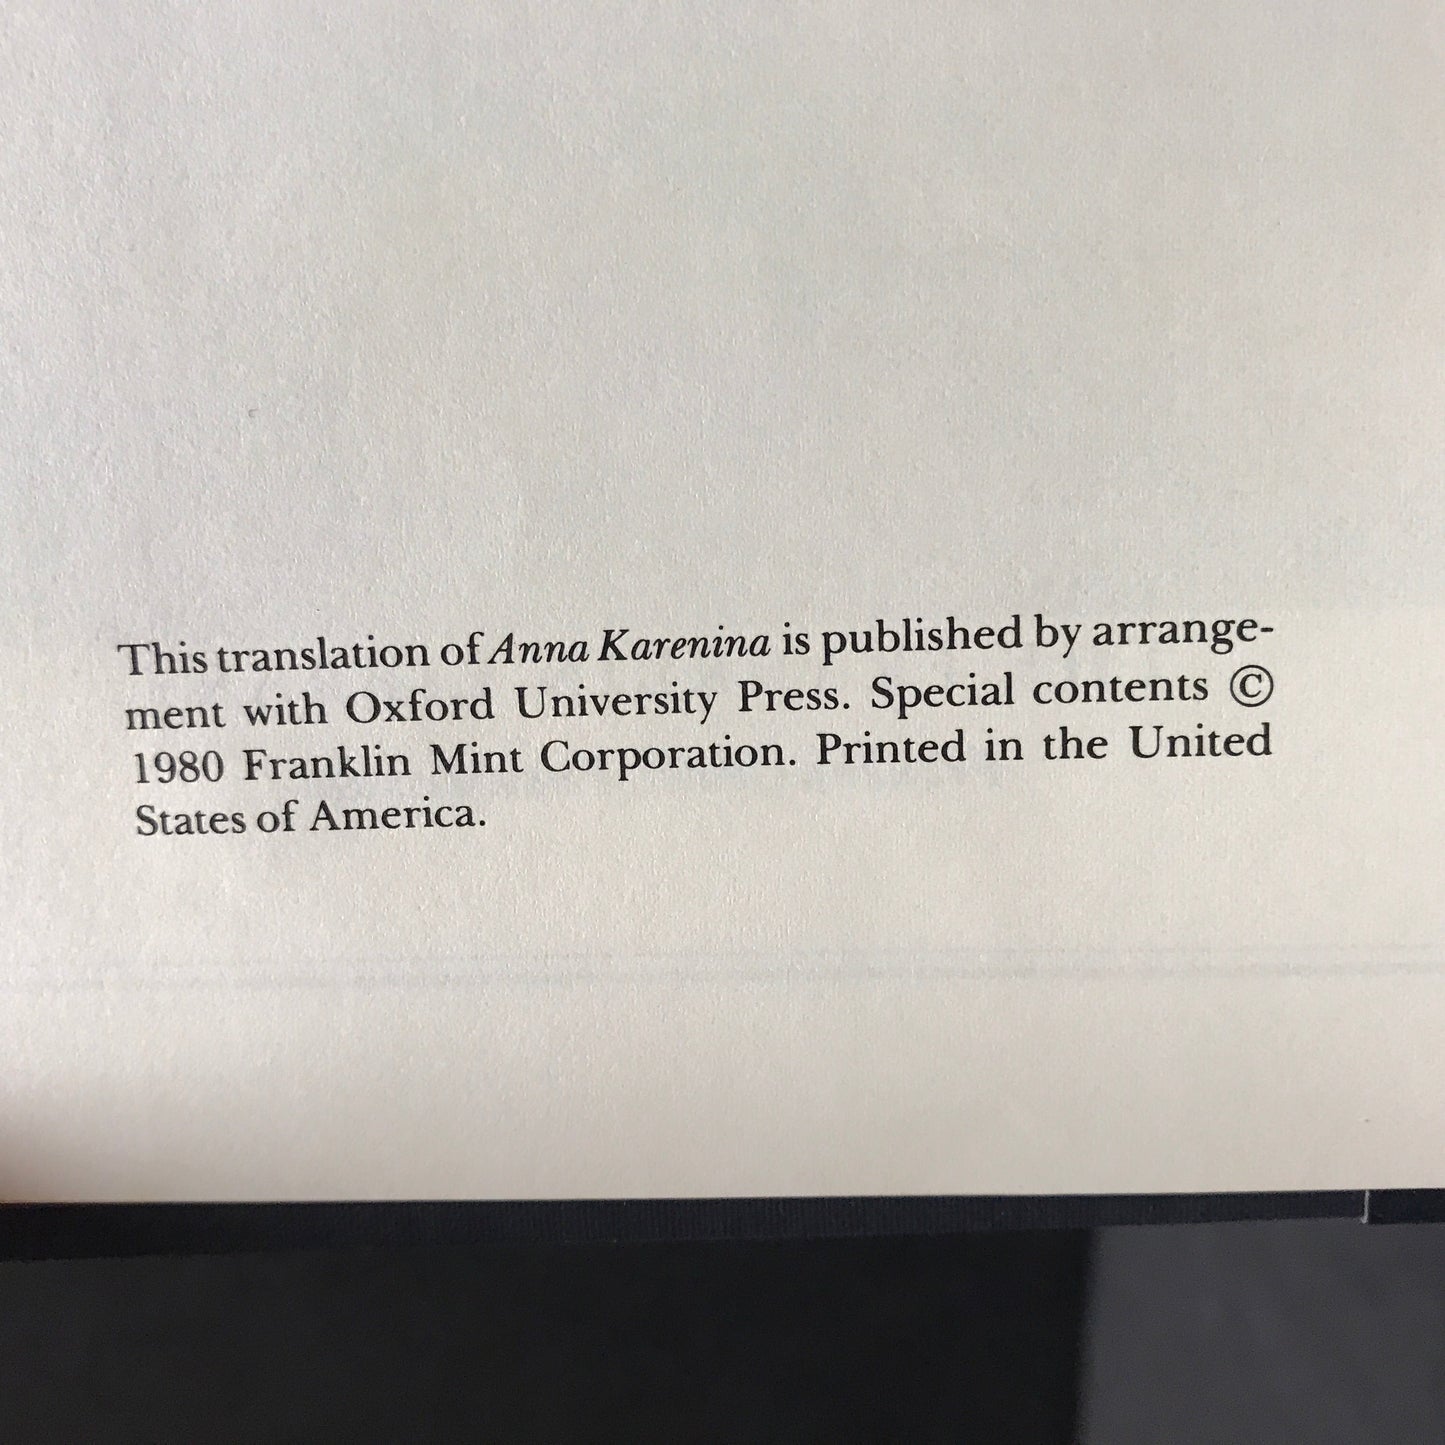 This translation of Anna Karenina is published by arrange-
ment with Oxford University Press. Special contents ©
1980 Franklin Mint Corporation. Printed in the United
States of America.